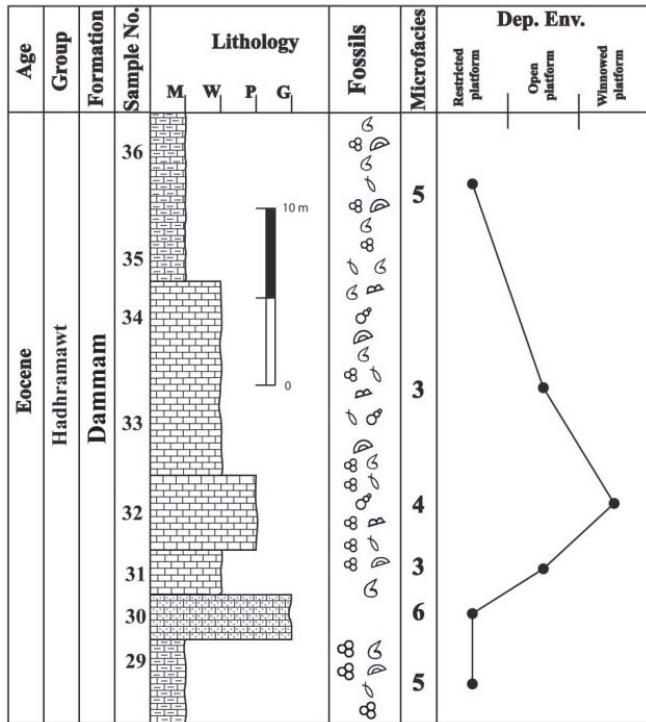 Age
Group
Formation
Sample No.
Lithology
M W P G
Fossils
Microfacies
Dep. Env.
Restricted
platform
Open
platform
Winnowed
platform
Eocene
Hadhramawt
Dammam
36
35
34
33
32
31
30
29
10 m
0
5
3
4
3
6
5